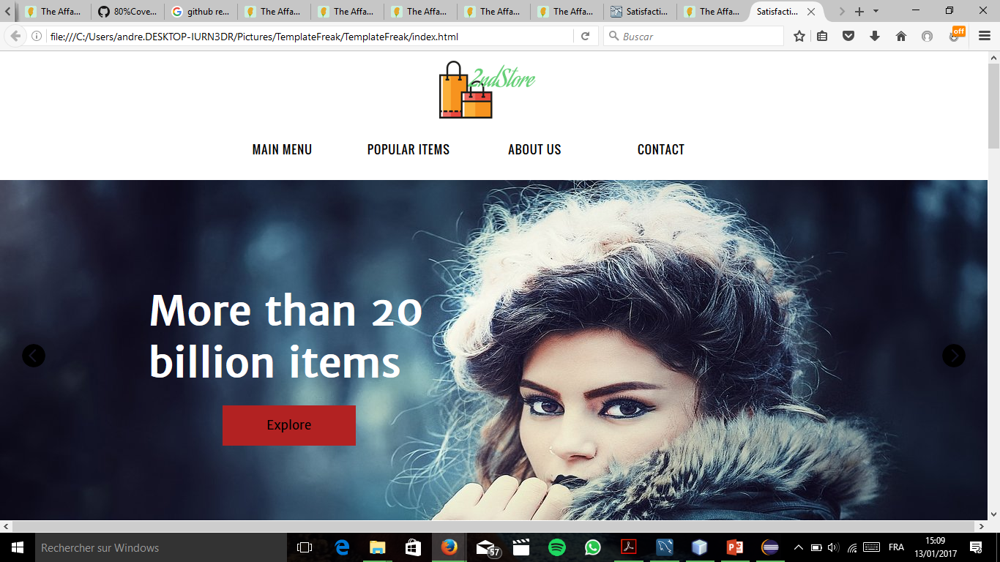 The Affa...
80%Cove...
github re...
The Affa...
The Affa...
The Affa...
The Affa...
The Affa...
Satisfacti...
The Affa...
Satisfacti...
file:///C:/Users/andre.DESKTOP-IURN3DR/Pictures/TemplateFreak/TemplateFreak/index.html
Buscar
off
2ndStore
MAIN MENU POPULAR ITEMS ABOUT US CONTACT
More than 20
billion items
Explore
Rechercher sur Windows
57
FRA
15:09
13/01/2017